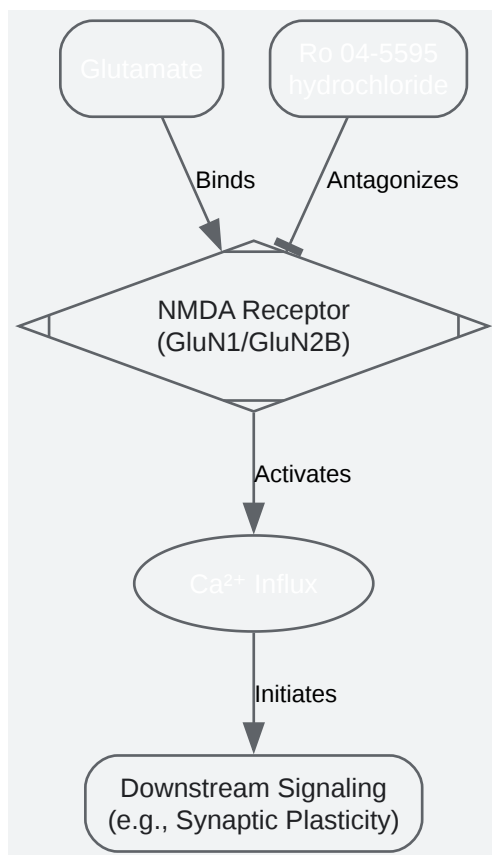 Glutamate
Ro 04-5595
hydrochloride
Binds
Antagonizes
NMDA Receptor
(GluN1/GluN2B)
Activates
Ca²⁺ Influx
Initiates
Downstream Signaling
(e.g., Synaptic Plasticity)